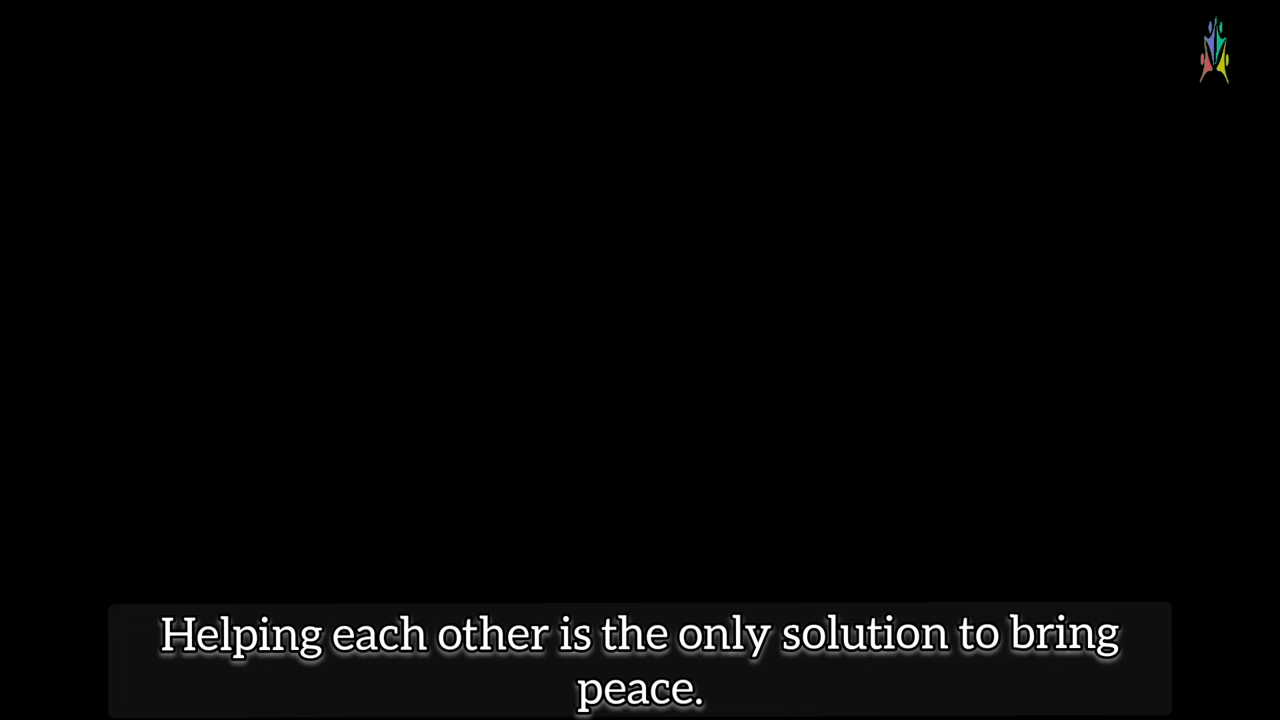 Helping each other is the only solution to bring
peace.